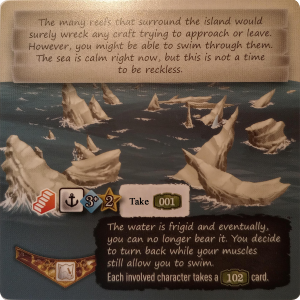 The many reefs that surround the island would
surely wreck any craft trying to approach or leave.
However, you might be able to swim through them.
The sea is calm right now, but this is not a time
to be reckless.
3 2 Take 001
The water is frigid and eventually,
you can no longer bear it. You decide
to turn back while your muscles
still allow you to swim.
Each involved character takes a 102 card.